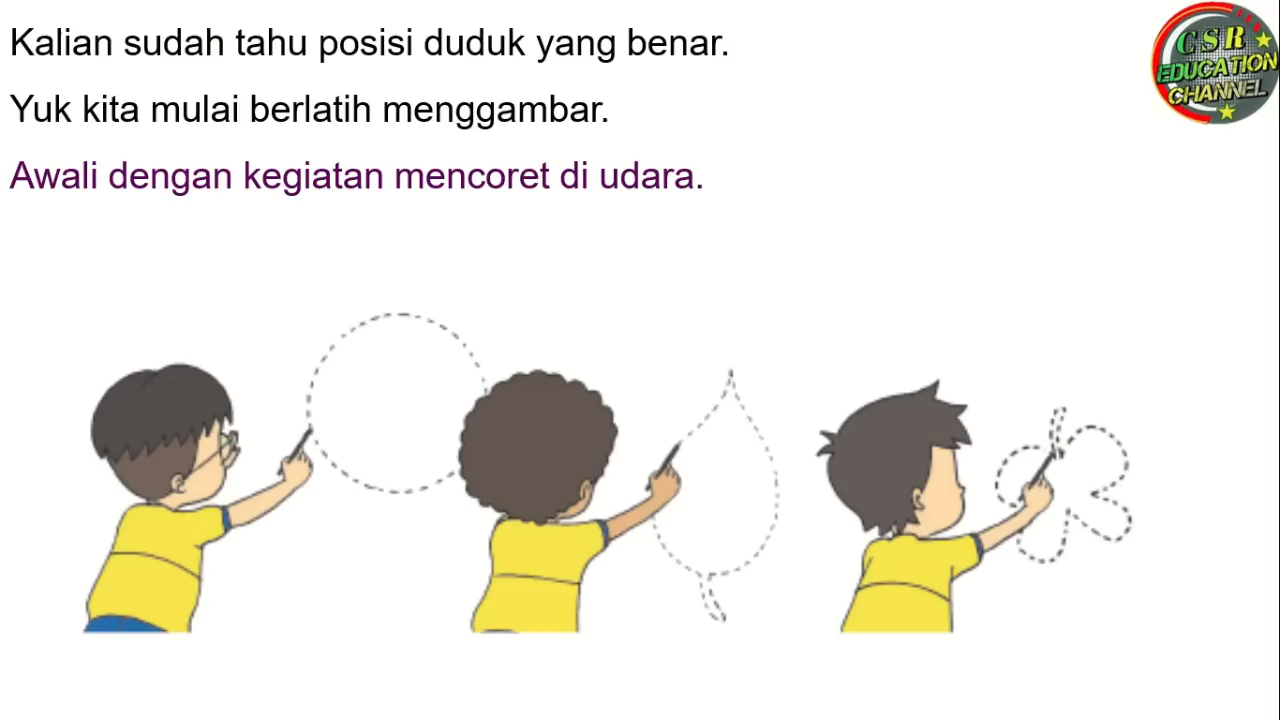 Kalian sudah tahu posisi duduk yang benar.
Yuk kita mulai berlatih menggambar.
Awali dengan kegiatan mencoret di udara.
CSR
EDUCATION
CHANNEL